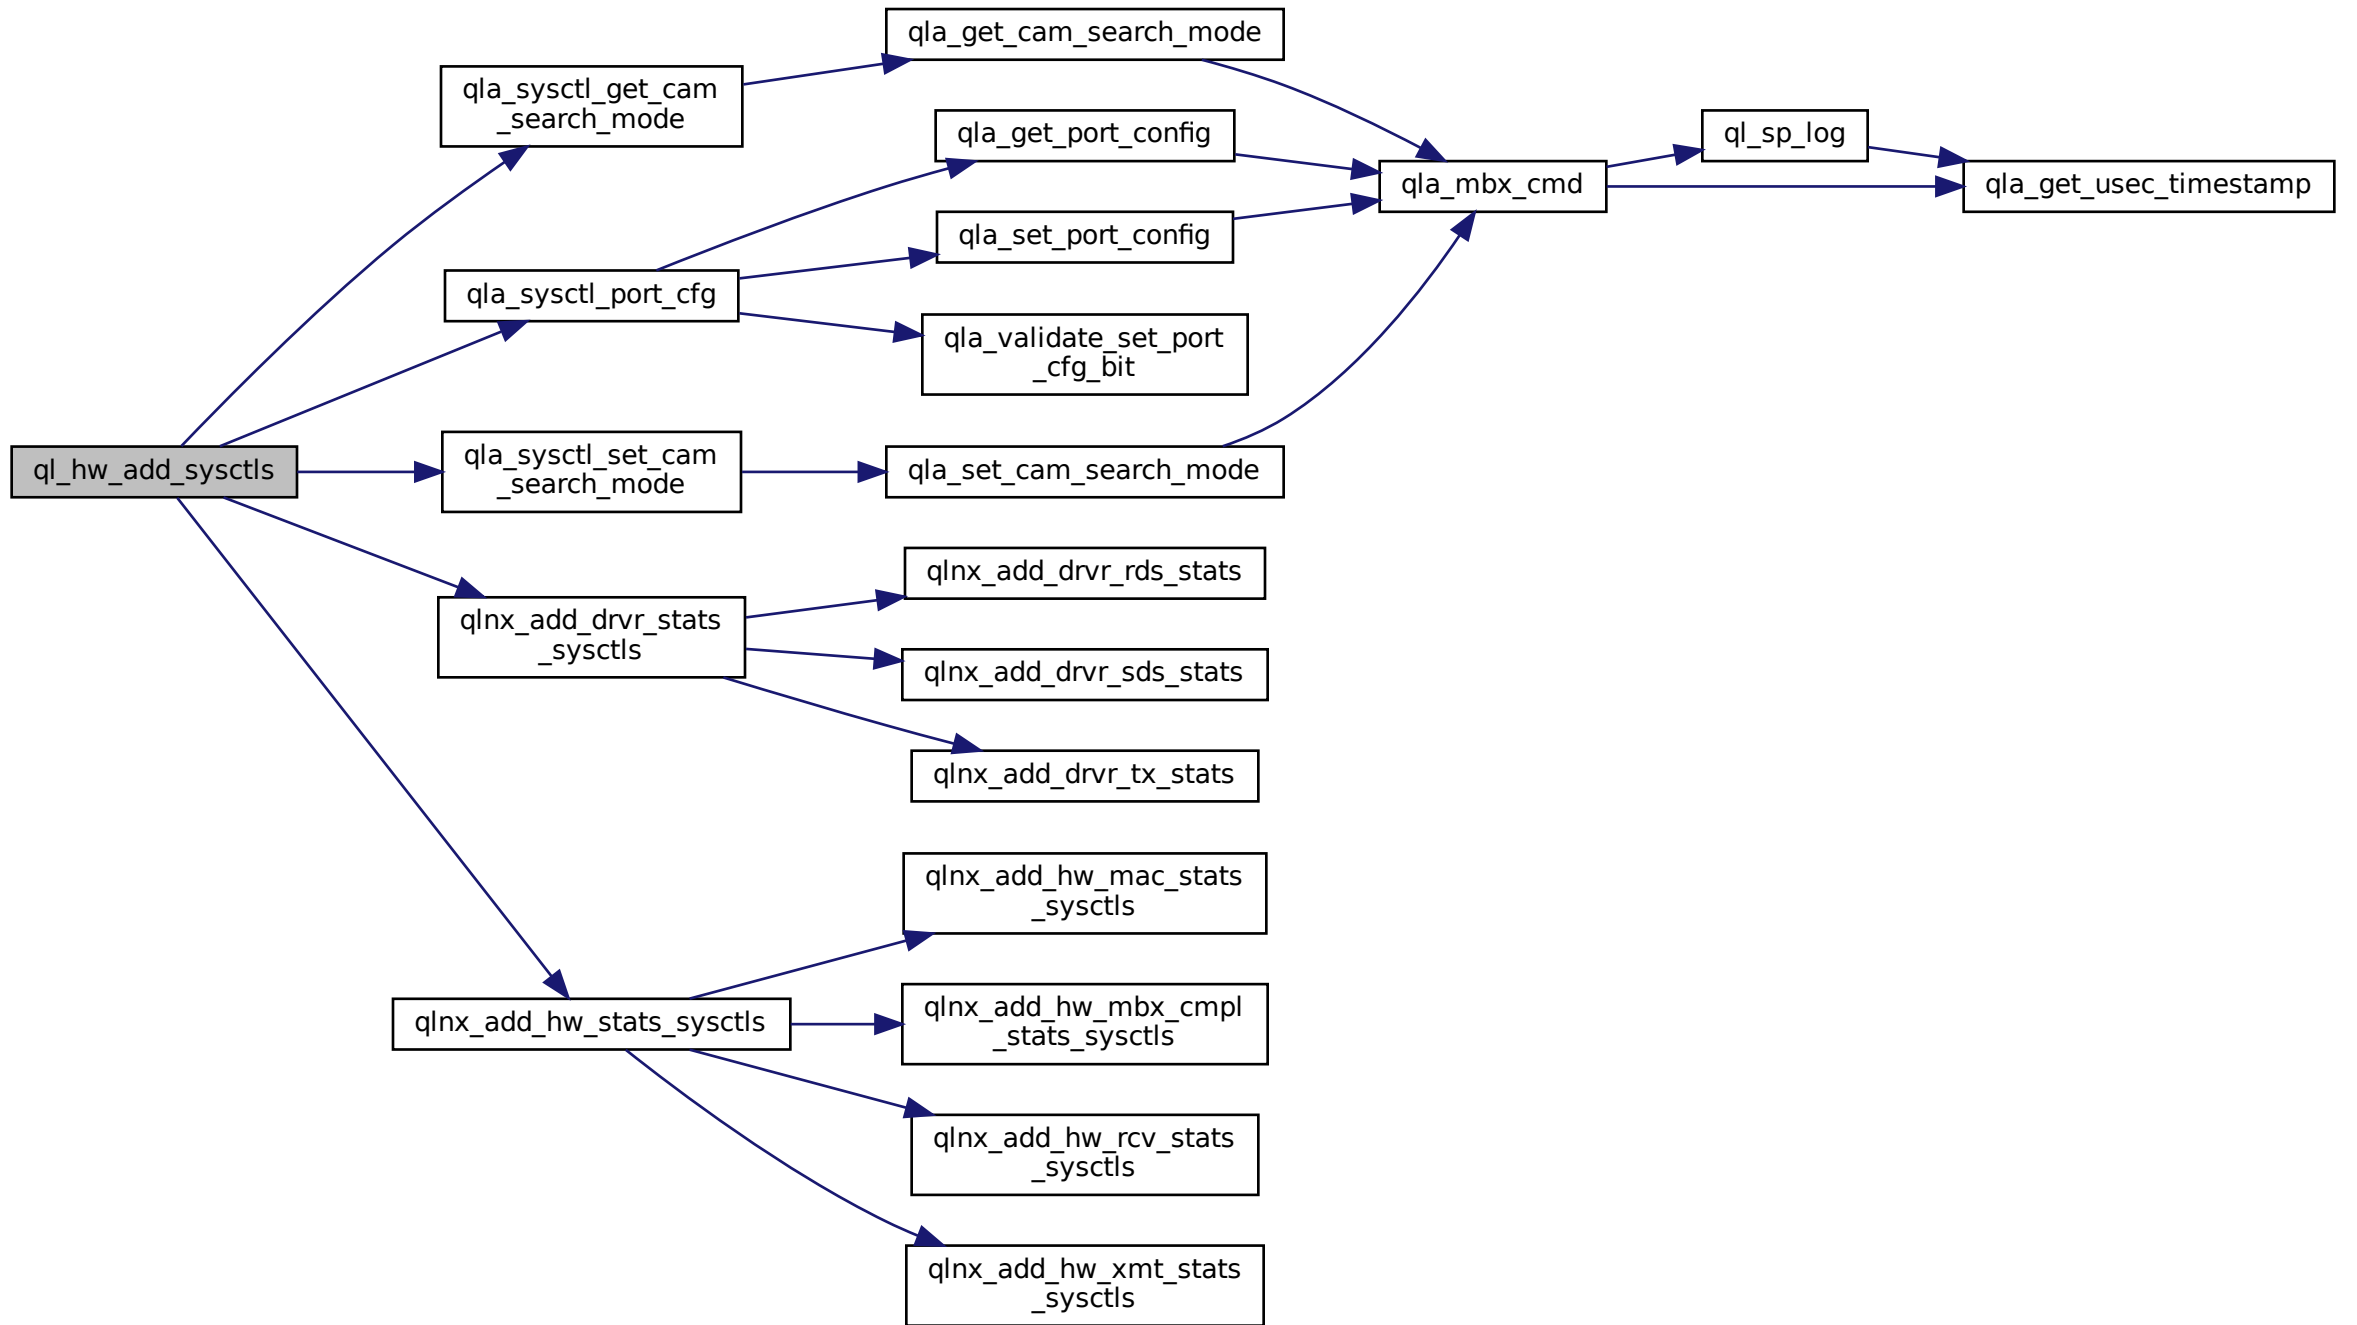 ql_hw_add_sysctls
qla_sysctl_get_cam
_search_mode
qla_get_cam_search_mode
qla_mbx_cmd
ql_sp_log
qla_get_usec_timestamp
qla_sysctl_port_cfg
qla_get_port_config
qla_set_port_config
qla_validate_set_port
_cfg_bit
qla_sysctl_set_cam
_search_mode
qla_set_cam_search_mode
qlnx_add_drvr_stats
_sysctls
qlnx_add_drvr_rds_stats
qlnx_add_drvr_sds_stats
qlnx_add_drvr_tx_stats
qlnx_add_hw_stats_sysctls
qlnx_add_hw_mac_stats
_sysctls
qlnx_add_hw_mbx_cmpl
_stats_sysctls
qlnx_add_hw_rcv_stats
_sysctls
qlnx_add_hw_xmt_stats
_sysctls